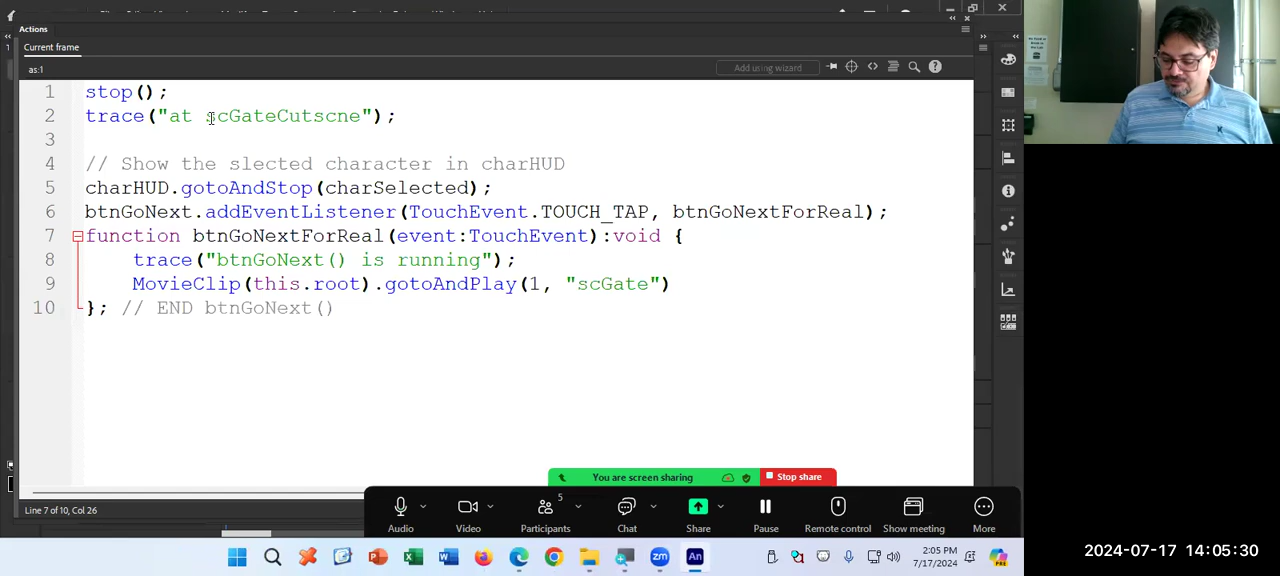 Actions
Current frame
as:1
Add using wizard
1 stop();
2 trace("at scGateCutscne");
3
4 // Show the slected character in charHUD
5 charHUD.gotoAndStop(charSelected);
6 btnGoNext.addEventListener(TouchEvent.TOUCH_TAP, btnGoNextForReal);
7 function btnGoNextForReal(event:TouchEvent):void {
8 trace("btnGoNext() is running");
9 MovieClip(this.root).gotoAndPlay(1, "scGate")
10 }; // END btnGoNext()
You are screen sharing Stop share
Line 7 of 10, Col 26
5
Audio Video Participants Chat Share Pause Remote control Show meeting More
2:05 PM
7/17/2024
2024-07-17 14:05:30